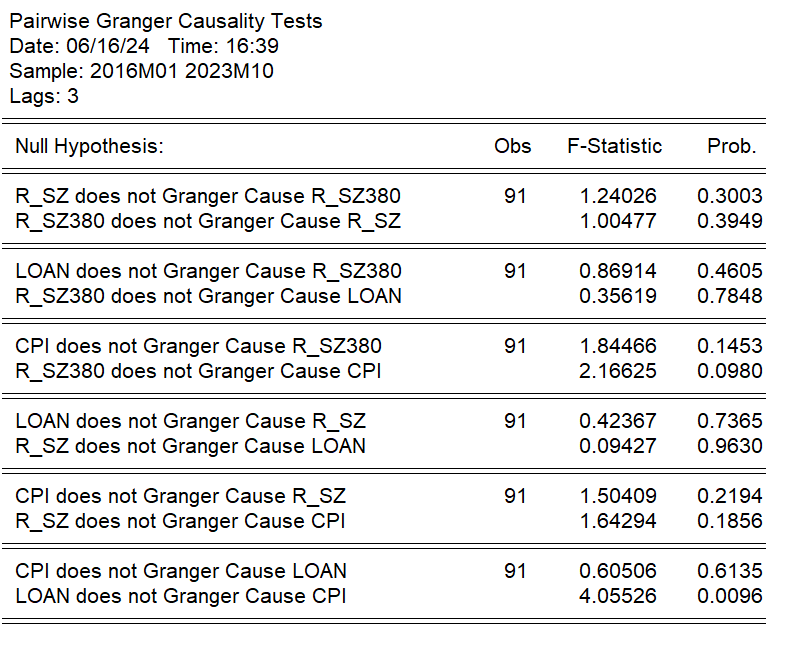 Pairwise Granger Causality Tests
Date: 06/16/24 Time: 16:39
Sample: 2016M01 2023M10
Lags: 3
Null Hypothesis: Obs F-Statistic Prob.
R_SZ does not Granger Cause R_SZ380 91 1.24026 0.3003
R_SZ380 does not Granger Cause R_SZ 1.00477 0.3949
LOAN does not Granger Cause R_SZ380 91 0.86914 0.4605
R_SZ380 does not Granger Cause LOAN 0.35619 0.7848
CPI does not Granger Cause R_SZ380 91 1.84466 0.1453
R_SZ380 does not Granger Cause CPI 2.16625 0.0980
LOAN does not Granger Cause R_SZ 91 0.42367 0.7365
R_SZ does not Granger Cause LOAN 0.09427 0.9630
CPI does not Granger Cause R_SZ 91 1.50409 0.2194
R_SZ does not Granger Cause CPI 1.64294 0.1856
CPI does not Granger Cause LOAN 91 0.60506 0.6135
LOAN does not Granger Cause CPI 4.05526 0.0096